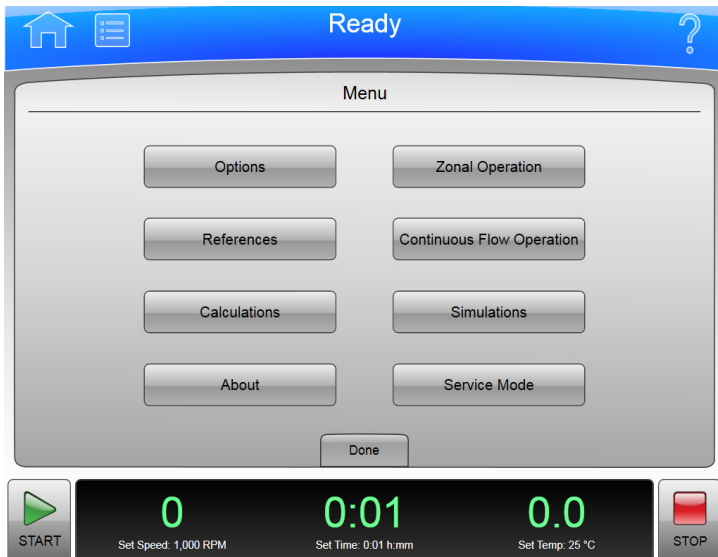 Ready
?
Menu
Options
Zonal Operation
References
Continuous Flow Operation
Calculations
Simulations
About
Service Mode
Done
START
0
Set Speed: 1,000 RPM
0:01
Set Time: 0:01 h:mm
0.0
Set Temp: 25 °C
STOP